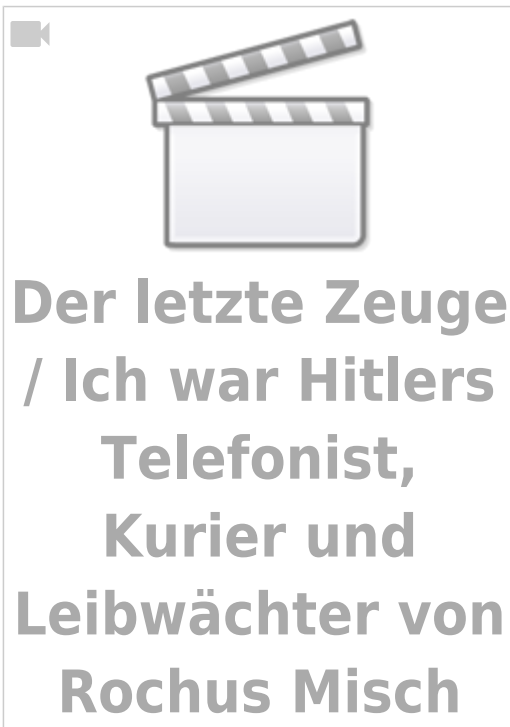 Der letzte Zeuge
/ Ich war Hitlers
Telefonist,
Kurier und
Leibwächter von
Rochus Misch